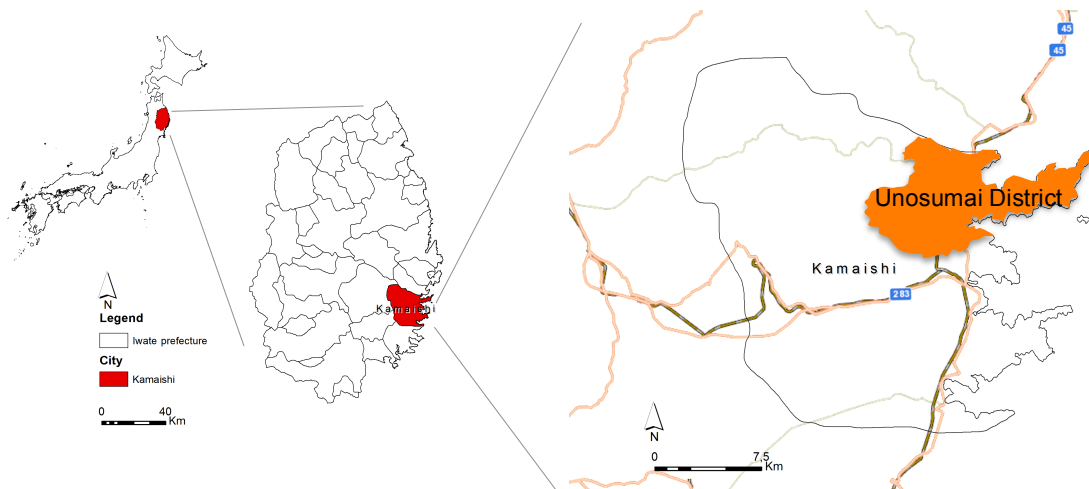 N
Legend
Iwate prefecture
City
Kamaishi
0 40
Km
Kamaishi
45
45
Unosumai District
Kamaishi
283
N
0 7.5
Km